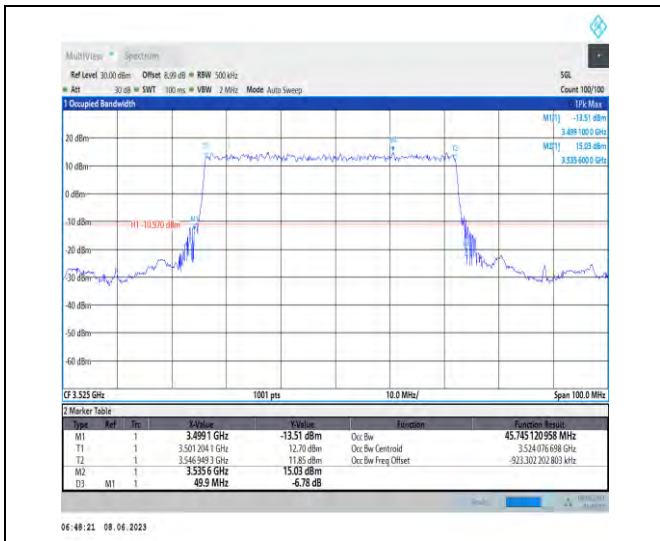 MultiView Spectrum
Ref Level 30.00 dBm Offset 8.99 dB RBW 500 kHz SGL
Att 30 dB SWT 100 ms VBW 2 MHz Mode Auto Sweep Count 100/100
1 Occupied Bandwidth 1Pk Max
M1[1] -13.51 dBm
3.499 100 0 GHz
M2[1] 15.03 dBm
3.535 600 0 GHz
20 dBm
10 dBm
0 dBm
-10 dBm
H1 -10.970 dBm
M1
T2
-20 dBm
-30 dBm
-40 dBm
-50 dBm
-60 dBm
CF 3.525 GHz 1001 pts 10.0 MHz/ Span 100.0 MHz
2 Marker Table
Type Ref Trc X-Value Y-Value Function Function Result
M1 1 3.4991 GHz -13.51 dBm Occ Bw 45.745 120 958 MHz
T1 1 3.501 204 1 GHz 12.70 dBm Occ Bw Centroid 3.524 076 698 GHz
T2 1 3.546 949 3 GHz 11.85 dBm Occ Bw Freq Offset -923.302 202 803 kHz
M2 1 3.535 6 GHz 15.03 dBm
D3 M1 1 49.9 MHz -6.78 dB
06:48:21 08.06.2023